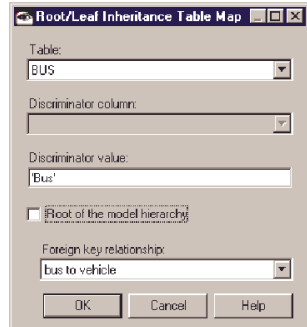 Root/Leaf Inheritance Table Map
Table:
BUS
Discriminator column:
Discriminator value:
'Bus'
Root of the model hierarchy
Foreign key relationship:
bus to vehicle
OK
Cancel
Help